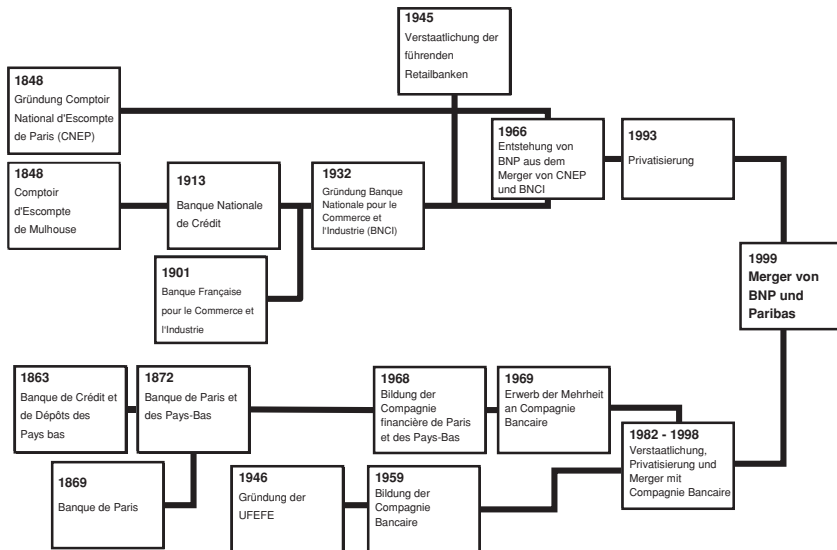 1945
Verstaatlichung der
führenden
Retailbanken
1848
Gründung Comptoir
National d'Escompte
de Paris (CNEP)
1966
Entstehung von
BNP aus dem
Merger von CNEP
und BNCI
1993
Privatisierung
1848
Comptoir
d'Escompte
de Mulhouse
1913
Banque Nationale
de Crédit
1932
Gründung Banque
Nationale pour le
Commerce et
l'Industrie (BNCI)
1901
Banque Française
pour le Commerce et
l'Industrie
1999
Merger von
BNP und
Paribas
1863
Banque de Crédit et
de Dépôts des
Pays bas
1872
Banque de Paris et
des Pays-Bas
1968
Bildung der
Compagnie
financière de Paris
et des Pays-Bas
1969
Erwerb der Mehrheit
an Compagnie
Bancaire
1982 - 1998
Verstaatlichung,
Privatisierung und
Merger mit
Compagnie Bancaire
1869
Banque de Paris
1946
Gründung der
UFEFE
1959
Bildung der
Compagnie
Bancaire